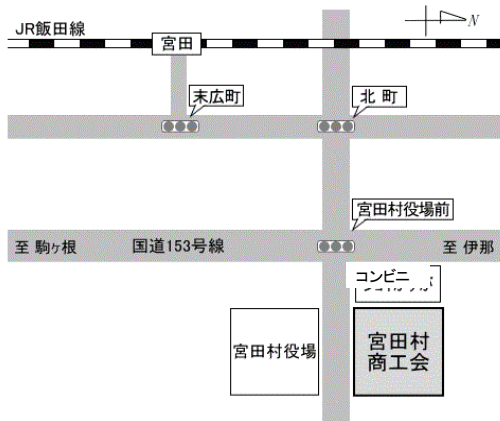 JR飯田線
N
宮田
末広町
北 町
宮田村役場前
至 駒ヶ根
国道153号線
至 伊那
コンビニ
宮田村役場
宮田村
商工会